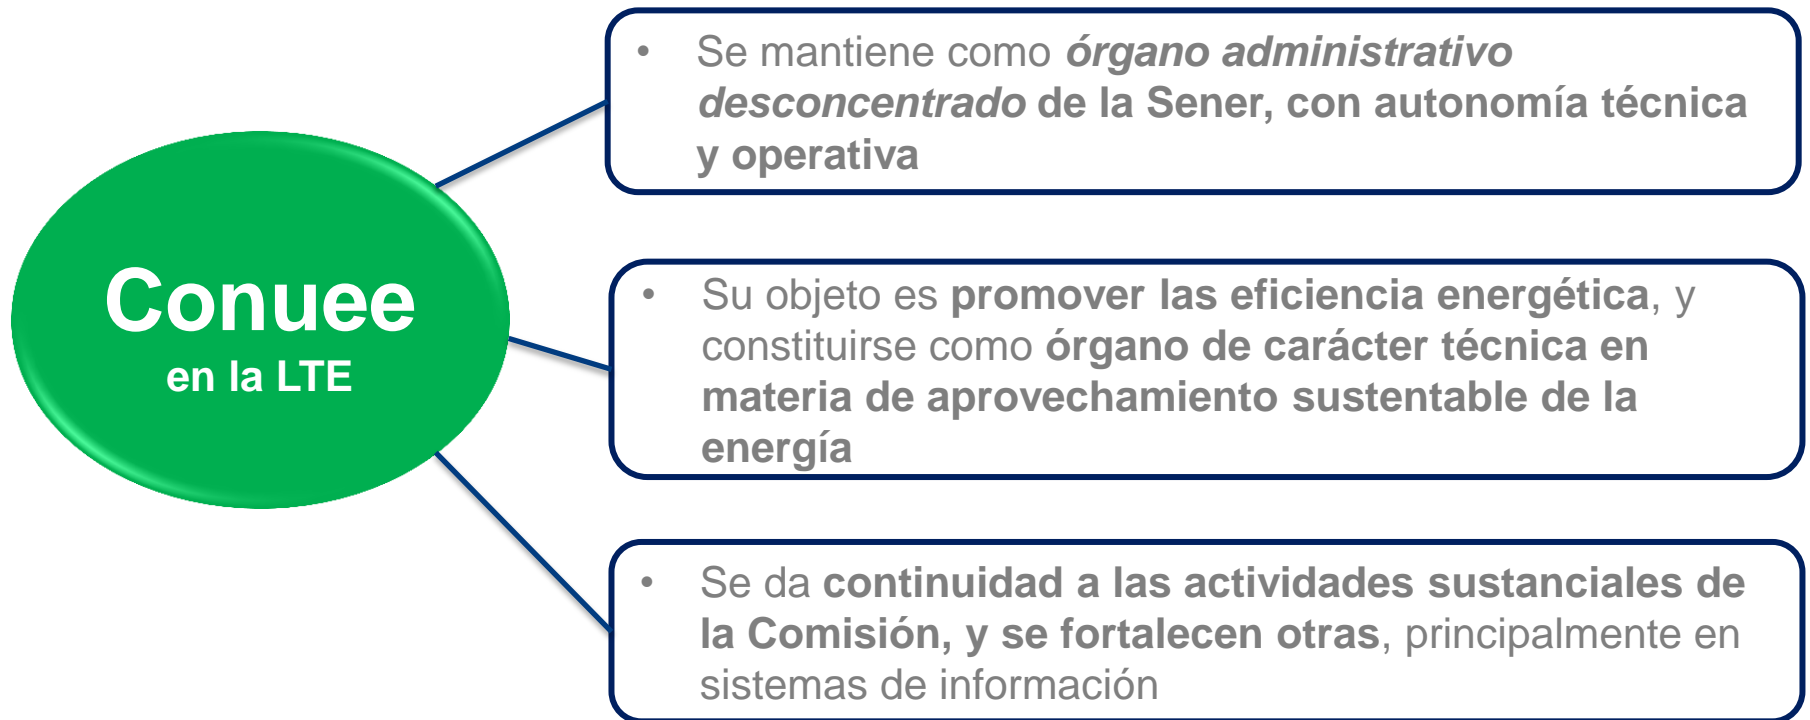 Conuee
en la LTE
• Se mantiene como órgano administrativo
desconcentrado de la Sener, con autonomía técnica
y operativa
• Su objeto es promover las eficiencia energética, y
constituirse como órgano de carácter técnica en
materia de aprovechamiento sustentable de la
energía
• Se da continuidad a las actividades sustanciales de
la Comisión, y se fortalecen otras, principalmente en
sistemas de información